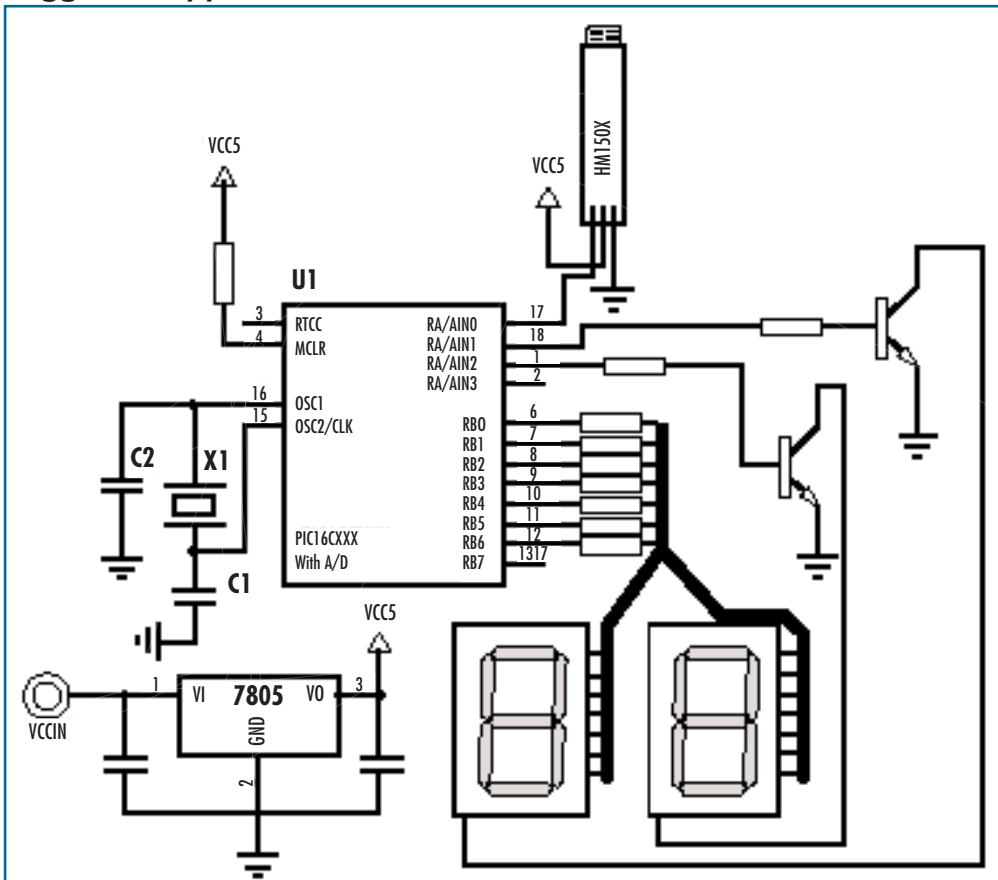 HM150X
VCC5
VCC5
U1
3 RTCC
4 MCLR
16 OSC1
15 OSC2/CLK
RA/AIN0 17
RA/AIN1 18
RA/AIN2 1
RA/AIN3 2
RB0 6
RB1 7
RB2 8
RB3 9
RB4 10
RB5 11
RB6 12
RB7 1317
PIC16CXXX
With A/D
C2
X1
C1
VCC5
VCCIN
1 VI 7805 VO 3
GND
2